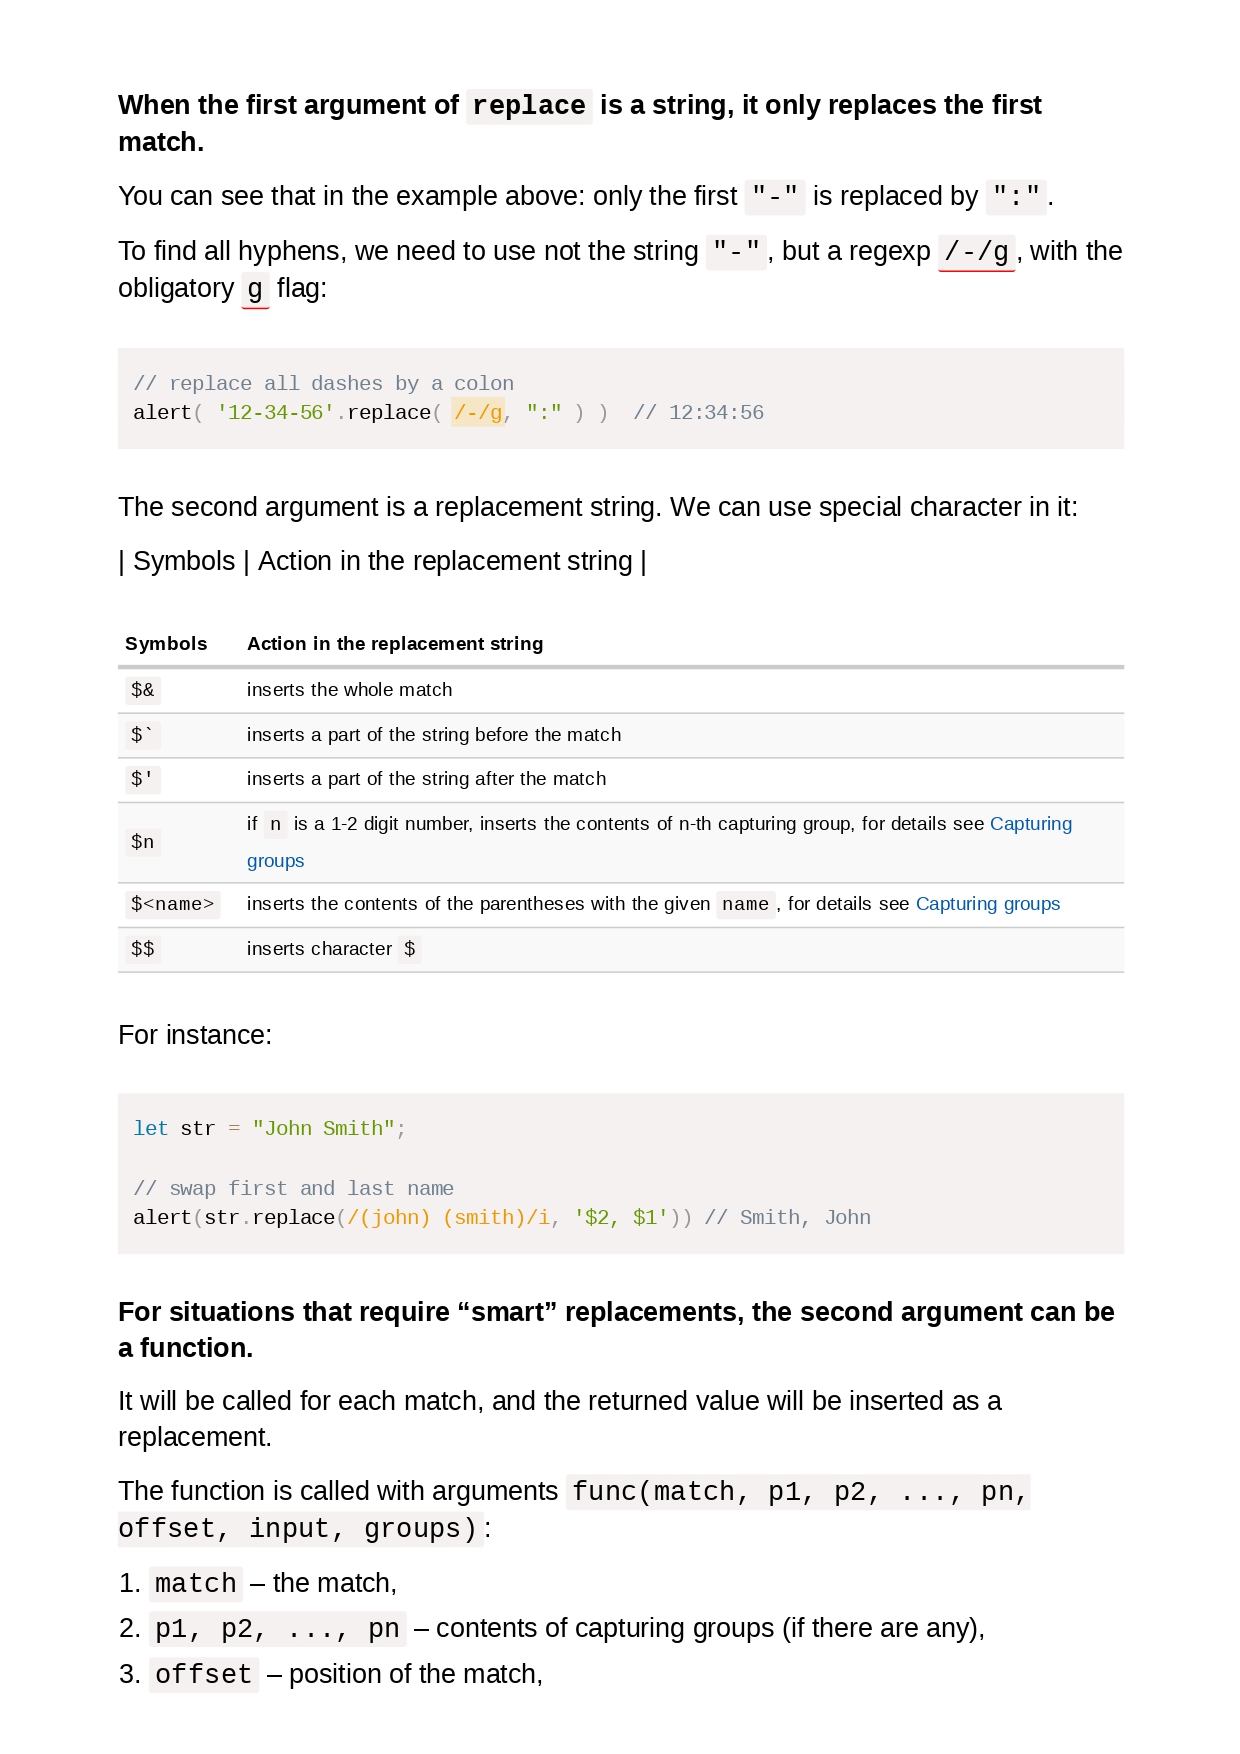 When the first argument of replace is a string, it only replaces the first
match.
You can see that in the example above: only the first "-" is replaced by ":".
To find all hyphens, we need to use not the string "-", but a regexp /-/g, with the
obligatory g flag:
// replace all dashes by a colon
alert( '12-34-56'.replace( /-/g, ":" ) )  // 12:34:56
The second argument is a replacement string. We can use special character in it:
| Symbols | Action in the replacement string |
Symbols Action in the replacement string
$& inserts the whole match
$` inserts a part of the string before the match
$' inserts a part of the string after the match
if n is a 1-2 digit number, inserts the contents of n-th capturing group, for details see Capturing
$n
groups
$<name> inserts the contents of the parentheses with the given name, for details see Capturing groups
$$ inserts character $
For instance:
let str = "John Smith";
// swap first and last name
alert(str.replace(/(john) (smith)/i, '$2, $1')) // Smith, John
For situations that require “smart” replacements, the second argument can be
a function.
It will be called for each match, and the returned value will be inserted as a
replacement.
The function is called with arguments func(match, p1, p2, ..., pn,
offset, input, groups):
1. match – the match,
2. p1, p2, ..., pn – contents of capturing groups (if there are any),
3. offset – position of the match,